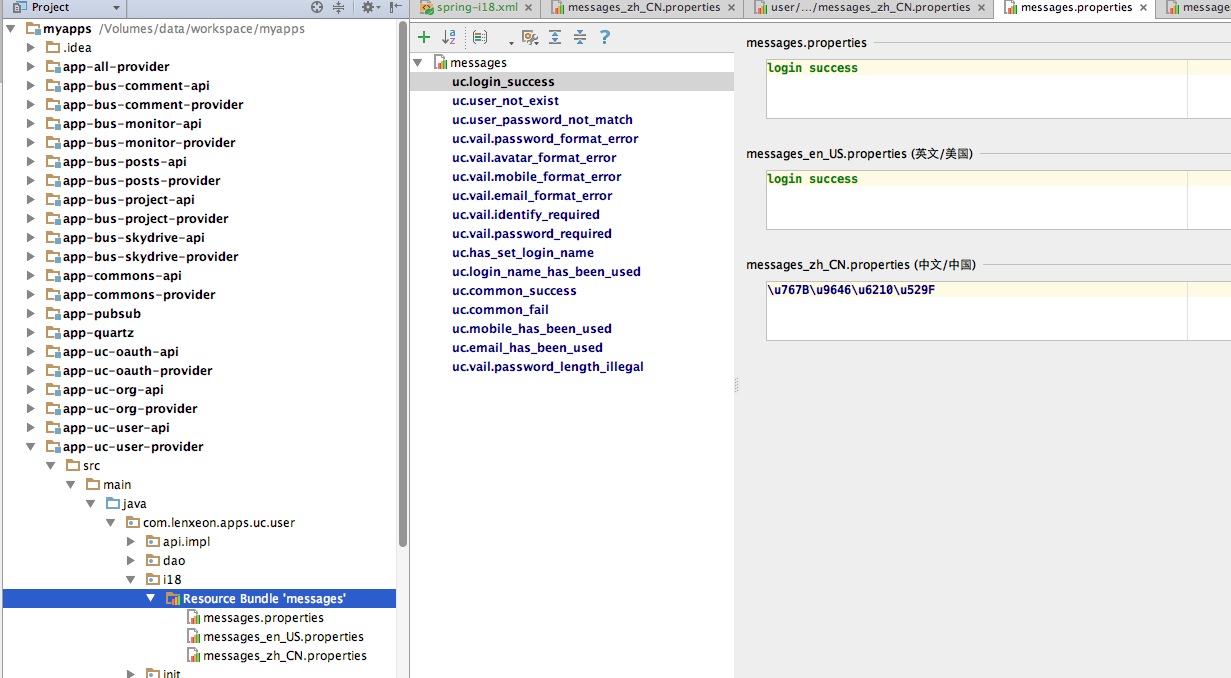 Project
spring-i18.xml
messages_zh_CN.properties
user/.../messages_zh_CN.properties
messages.properties
message
myapps /Volumes/data/workspace/myapps
.idea
app-all-provider
app-bus-comment-api
app-bus-comment-provider
app-bus-monitor-api
app-bus-monitor-provider
app-bus-posts-api
app-bus-posts-provider
app-bus-project-api
app-bus-project-provider
app-bus-skydrive-api
app-bus-skydrive-provider
app-commons-api
app-commons-provider
app-pubsub
app-quartz
app-uc-oauth-api
app-uc-oauth-provider
app-uc-org-api
app-uc-org-provider
app-uc-user-api
app-uc-user-provider
src
main
java
com.lenxeon.apps.uc.user
api.impl
dao
i18
Resource Bundle 'messages'
messages.properties
messages_en_US.properties
messages_zh_CN.properties
init
messages
uc.login_success
uc.user_not_exist
uc.user_password_not_match
uc.vail.password_format_error
uc.vail.avatar_format_error
uc.vail.mobile_format_error
uc.vail.email_format_error
uc.vail.identify_required
uc.vail.password_required
uc.has_set_login_name
uc.login_name_has_been_used
uc.common_success
uc.common_fail
uc.mobile_has_been_used
uc.email_has_been_used
uc.vail.password_length_illegal
messages.properties
login success
messages_en_US.properties (英文/美国)
login success
messages_zh_CN.properties (中文/中国)
\u767B\u9646\u6210\u529F